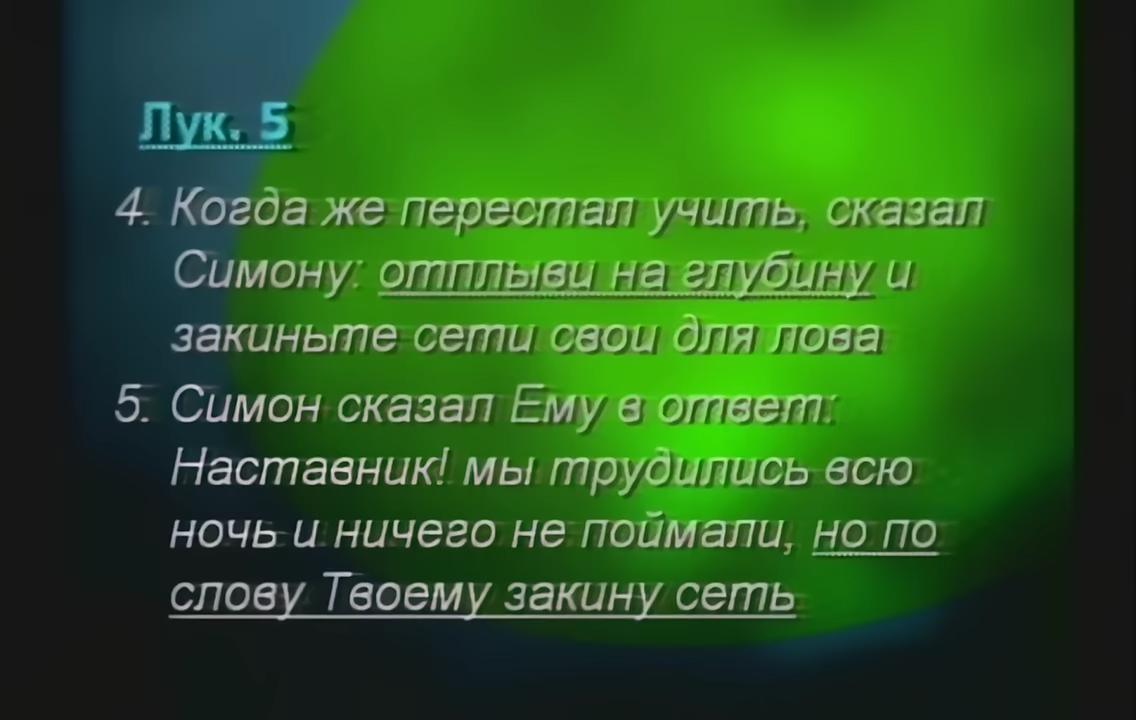 Лук. 5
4. Когда же перестал учить, сказал
Симону: отплыви на глубину и
закиньте сети свои для лова
5. Симон сказал Ему в ответ:
Наставник! мы трудились всю
ночь и ничего не поймали, но по
слову Твоему закину сеть